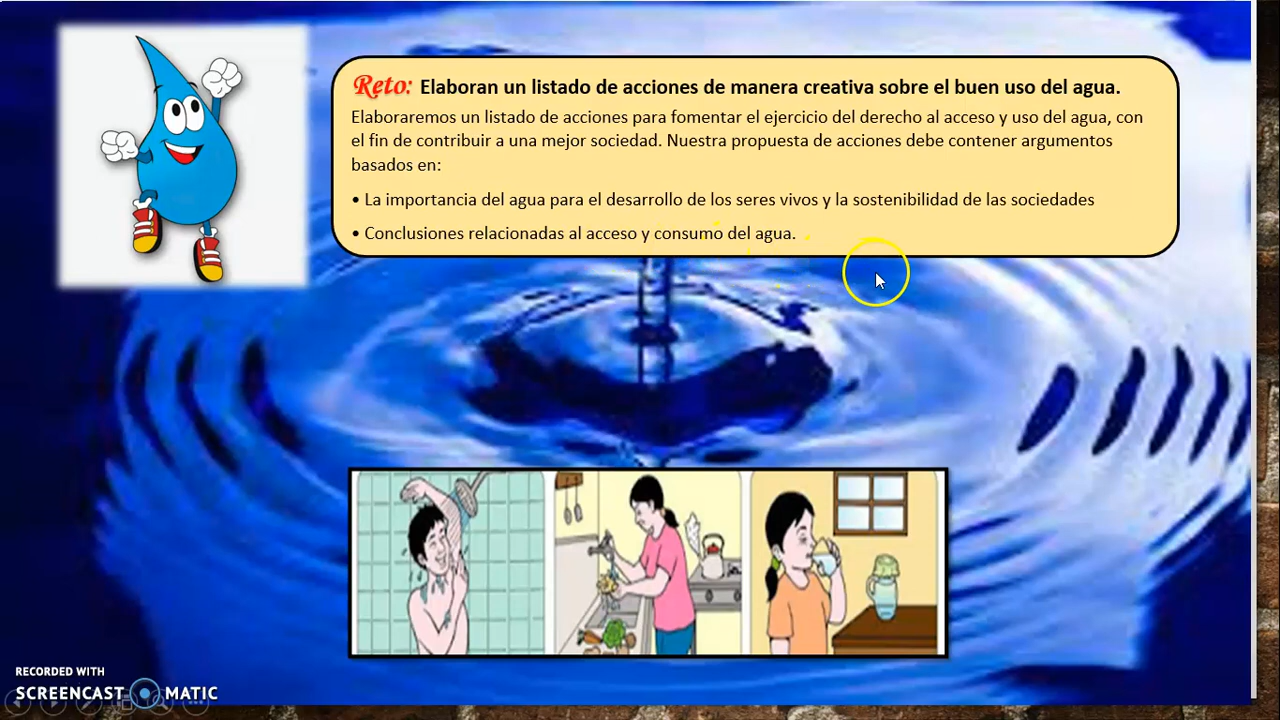 Reto: Elaboran un listado de acciones de manera creativa sobre el buen uso del agua.
Elaboraremos un listado de acciones para fomentar el ejercicio del derecho al acceso y uso del agua, con
el fin de contribuir a una mejor sociedad. Nuestra propuesta de acciones debe contener argumentos
basados en:
• La importancia del agua para el desarrollo de los seres vivos y la sostenibilidad de las sociedades
• Conclusiones relacionadas al acceso y consumo del agua.
RECORDED WITH
SCREENCAST MATIC